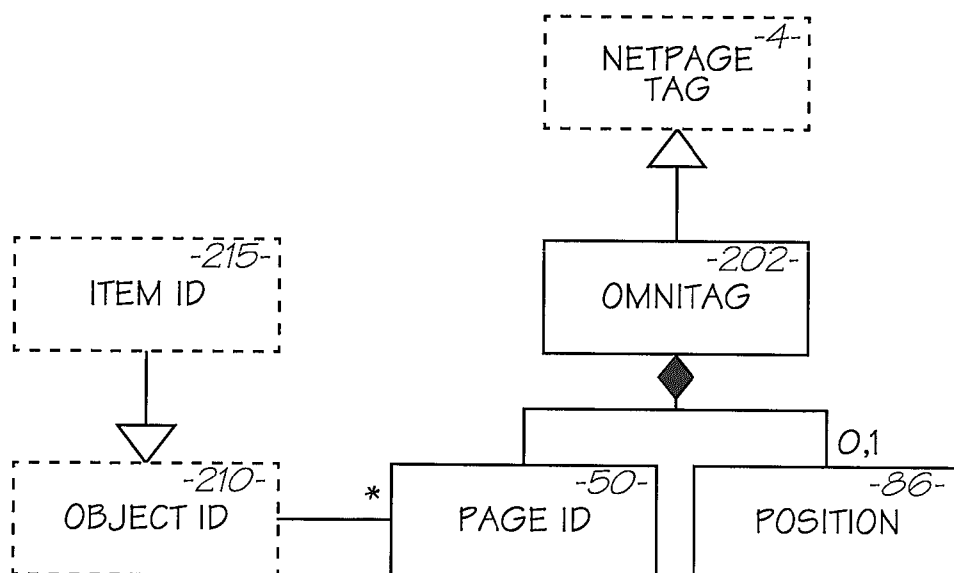 -4-
NETPAGE
TAG
-215-
ITEM ID
-202-
OMNITAG
0,1
-210-
OBJECT ID
*
-50-
PAGE ID
-86-
POSITION